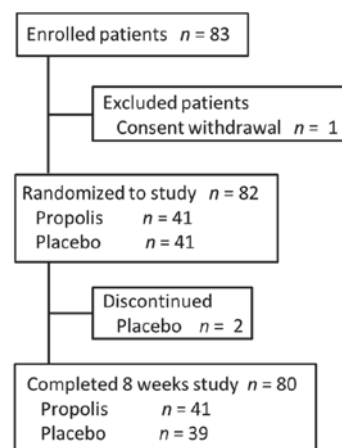 Enrolled patients n = 83
Excluded patients
Consent withdrawal n = 1
Randomized to study n = 82
Propolis n = 41
Placebo n = 41
Discontinued
Placebo n = 2
Completed 8 weeks study n = 80
Propolis n = 41
Placebo n = 39